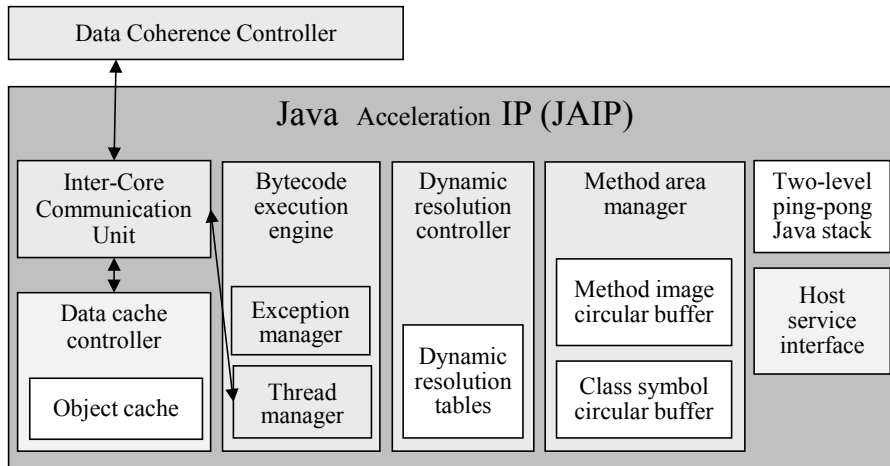 Data Coherence Controller
Java Acceleration IP (JAIP)
Inter-Core
Communication
Unit
Data cache
controller
Object cache
Bytecode
execution
engine
Exception
manager
Thread
manager
Dynamic
resolution
controller
Dynamic
resolution
tables
Method area
manager
Method image
circular buffer
Class symbol
circular buffer
Two-level
ping-pong
Java stack
Host
service
interface